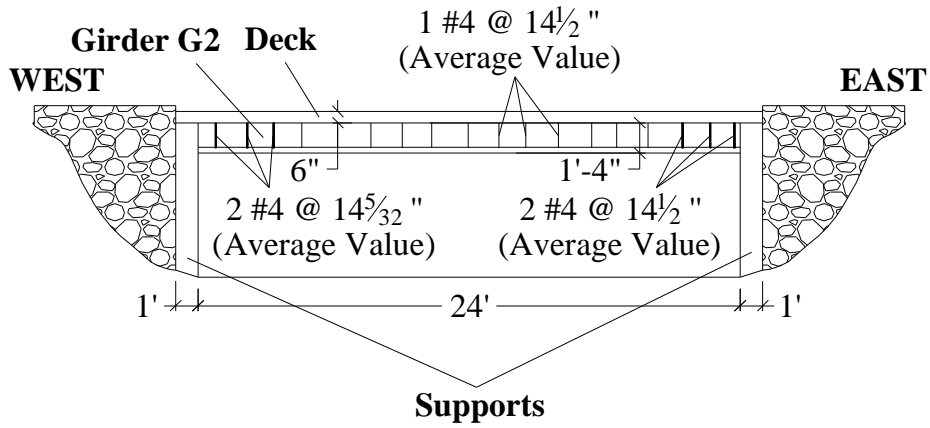 1 #4 @ 14½ "
(Average Value)
Girder G2 Deck
WEST
EAST
6"
1'-4"
2 #4 @ 14⁵⁄₃₂ "
(Average Value)
2 #4 @ 14½ "
(Average Value)
1'
24'
1'
Supports